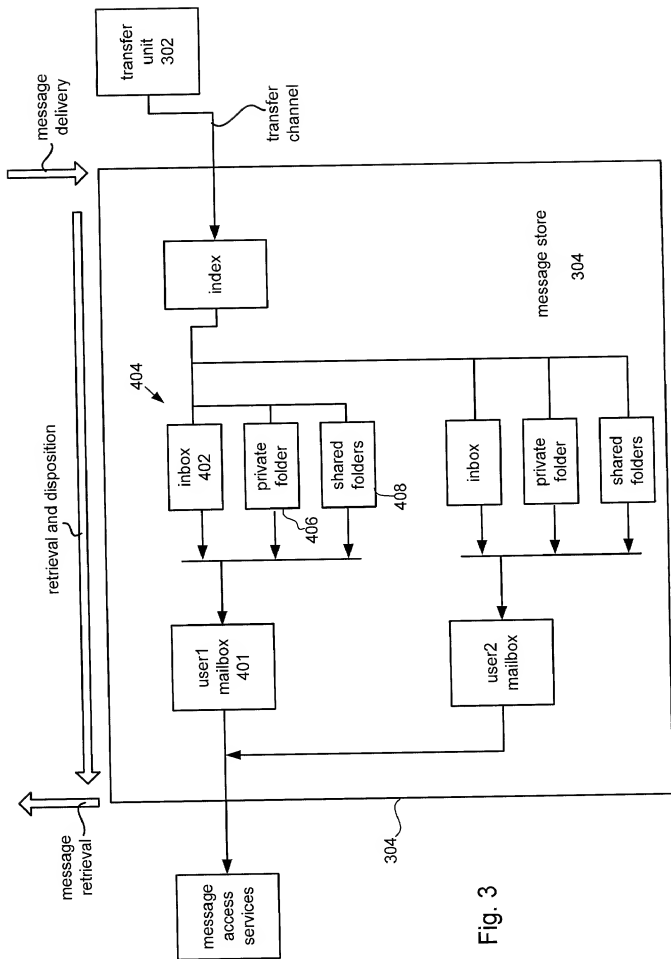 message
retrieval
retrieval and disposition
message
delivery
message
access
services
304
user1
mailbox
401
user2
mailbox
404
inbox
402
private
folder
406
shared
folders
408
inbox
private
folder
shared
folders
index
message store
304
transfer
channel
transfer
unit
302
Fig. 3